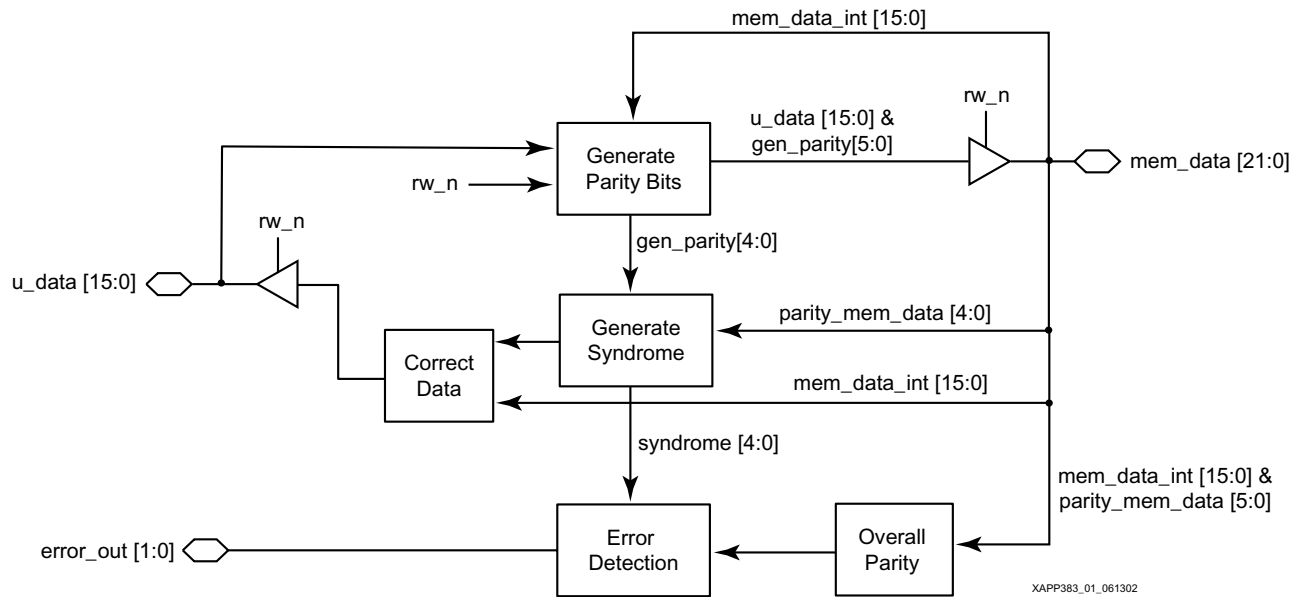 mem_data_int [15:0]
rw_n
u_data [15:0] &
gen_parity[5:0]
Generate
Parity Bits
mem_data [21:0]
rw_n
rw_n
gen_parity[4:0]
u_data [15:0]
Generate
Syndrome
parity_mem_data [4:0]
Correct
Data
mem_data_int [15:0]
syndrome [4:0]
mem_data_int [15:0] &
parity_mem_data [5:0]
error_out [1:0]
Error
Detection
Overall
Parity
XAPP383_01_061302